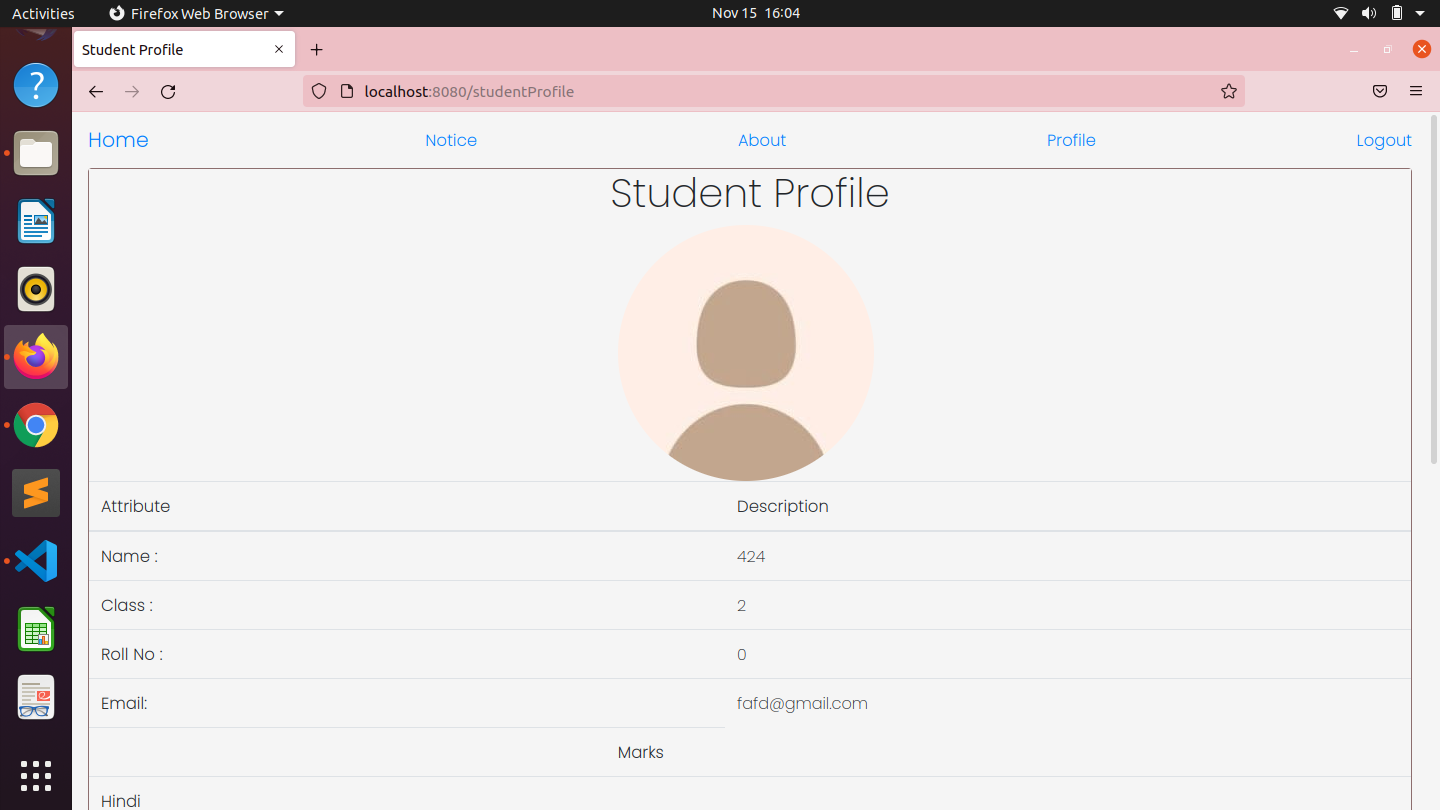 Activities Firefox Web Browser Nov 15 16:04
Student Profile
localhost:8080/studentProfile
Home Notice About Profile Logout
Student Profile
Attribute Description
Name : 424
Class : 2
Roll No : 0
Email: fafd@gmail.com
Marks
Hindi